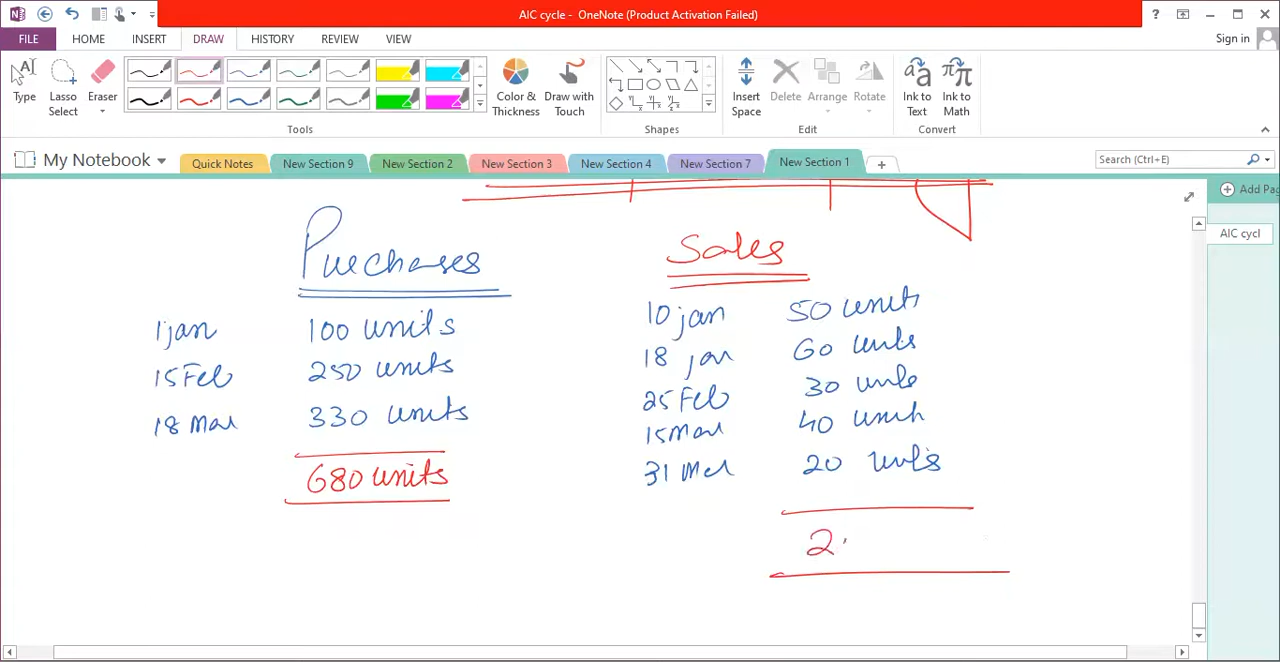 AIC cycle - OneNote (Product Activation Failed)
?
Sign in
FILE HOME INSERT DRAW HISTORY REVIEW VIEW
Type
Lasso Select
Eraser
Color & Thickness
Draw with Touch
Insert Space
Delete
Arrange
Rotate
Ink to Text
Ink to Math
Tools
Shapes
Edit
Convert
My Notebook
Quick Notes New Section 9 New Section 2 New Section 3 New Section 4 New Section 7 New Section 1
Search (Ctrl+E)
Add Pag
AIC cycl
Purchases
1 jan 100 units
15 Feb 250 units
18 Mar 330 units
680 units
Sales
10 jan 50 units
18 jan 60 units
25 Feb 30 units
15 Mar 40 units
31 Mar 20 units
2